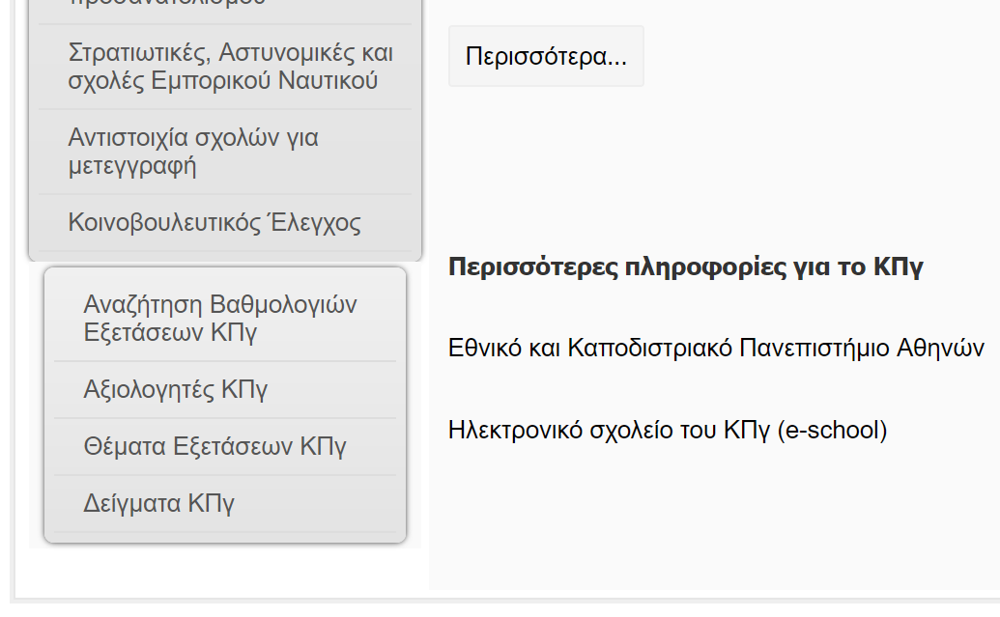 Στρατιωτικές, Αστυνομικές και
σχολές Εμπορικού Ναυτικού
Αντιστοιχία σχολών για
μετεγγραφή
Κοινοβουλευτικός Έλεγχος
Αναζήτηση Βαθμολογιών
Εξετάσεων ΚΠγ
Αξιολογητές ΚΠγ
Θέματα Εξετάσεων ΚΠγ
Δείγματα ΚΠγ
Περισσότερα...
Περισσότερες πληροφορίες για το ΚΠγ
Εθνικό και Καποδιστριακό Πανεπιστήμιο Αθηνών
Ηλεκτρονικό σχολείο του ΚΠγ (e-school)